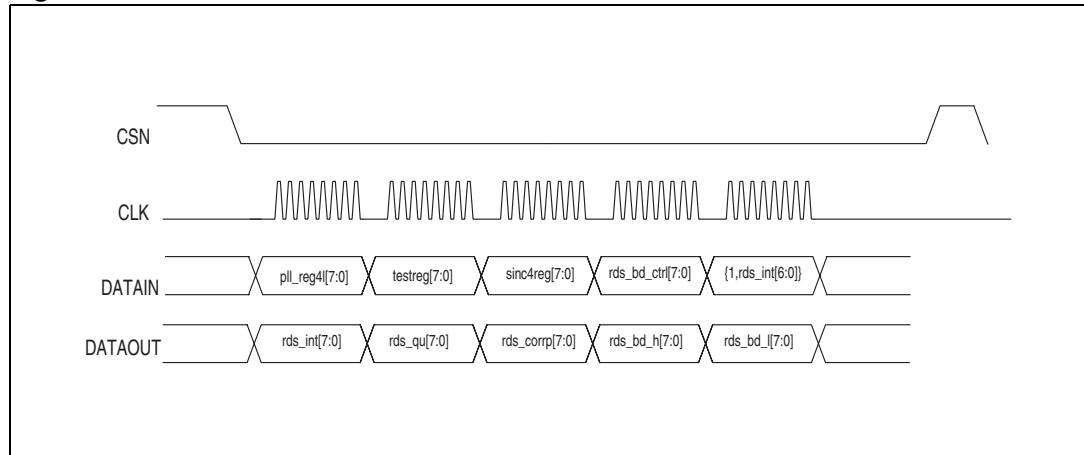 CSN
CLK
DATAIN pll_reg4l[7:0] testreg[7:0] sinc4reg[7:0] rds_bd_ctrl[7:0] {1,rds_int[6:0]}
DATAOUT rds_int[7:0] rds_qu[7:0] rds_corrp[7:0] rds_bd_h[7:0] rds_bd_l[7:0]